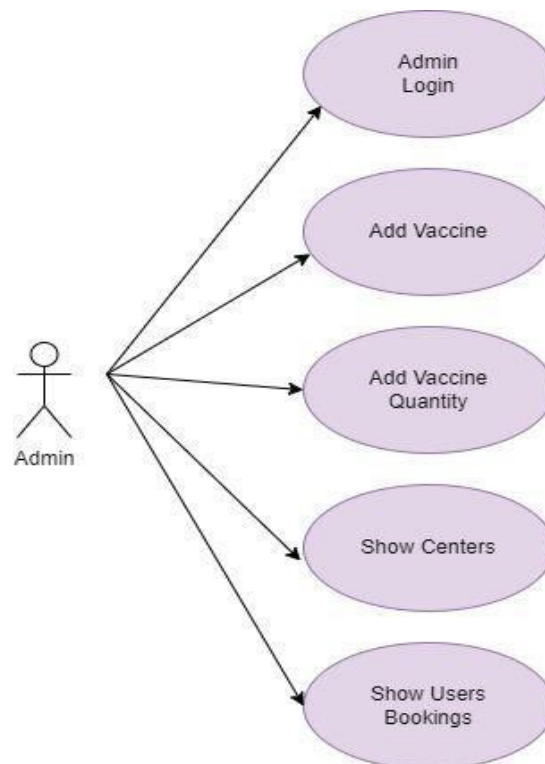 Admin
Login
Add Vaccine
Add Vaccine
Quantity
Admin
Show Centers
Show Users
Bookings